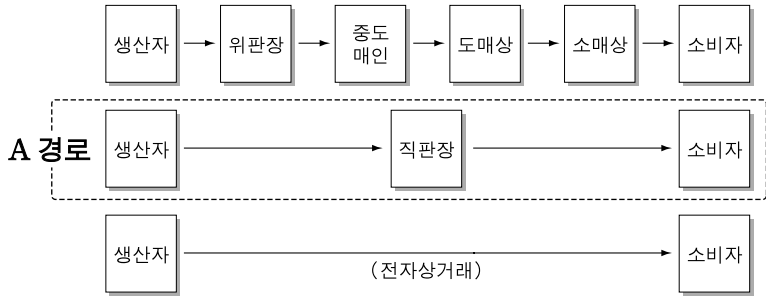 생산자 위판장 중도 도매상 소매상 소비자
매인
A 경로 생산자 직판장 소비자
생산자 소비자
(전자상거래)